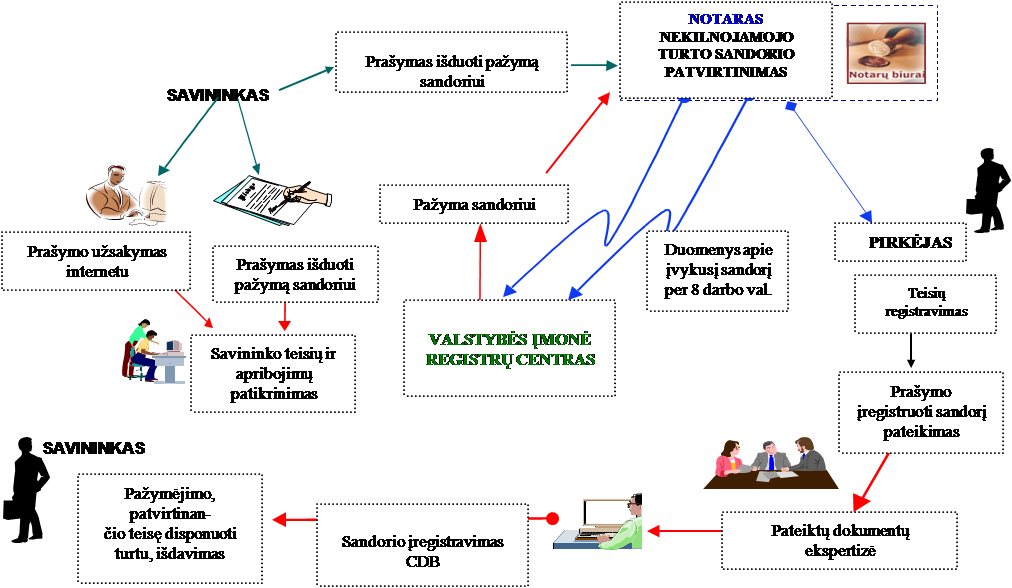 NOTARAS
NEKILNOJAMOJO
TURTO SANDORIO
PATVIRTINIMAS
Notarų biurai
Prašymas išduoti pažymą
sandoriui
SAVININKAS
Pažyma sandoriui
Prašymo užsakymas
internetu
Prašymas išduoti
pažymą sandoriui
Duomenys apie
įvykusį sandorį
per 8 darbo val.
PIRKĖJAS
Teisių
registravimas
VALSTYBĖS ĮMONĖ
REGISTRŲ CENTRAS
Savininko teisių ir
apribojimų
patikrinimas
Prašymo
įregistruoti sandorį
pateikimas
SAVININKAS
Pažymėjimo,
patvirtinan-
čio teisę disponuoti
turtu, išdavimas
Sandorio įregistravimas
CDB
Pateiktų dokumentų
ekspertizė